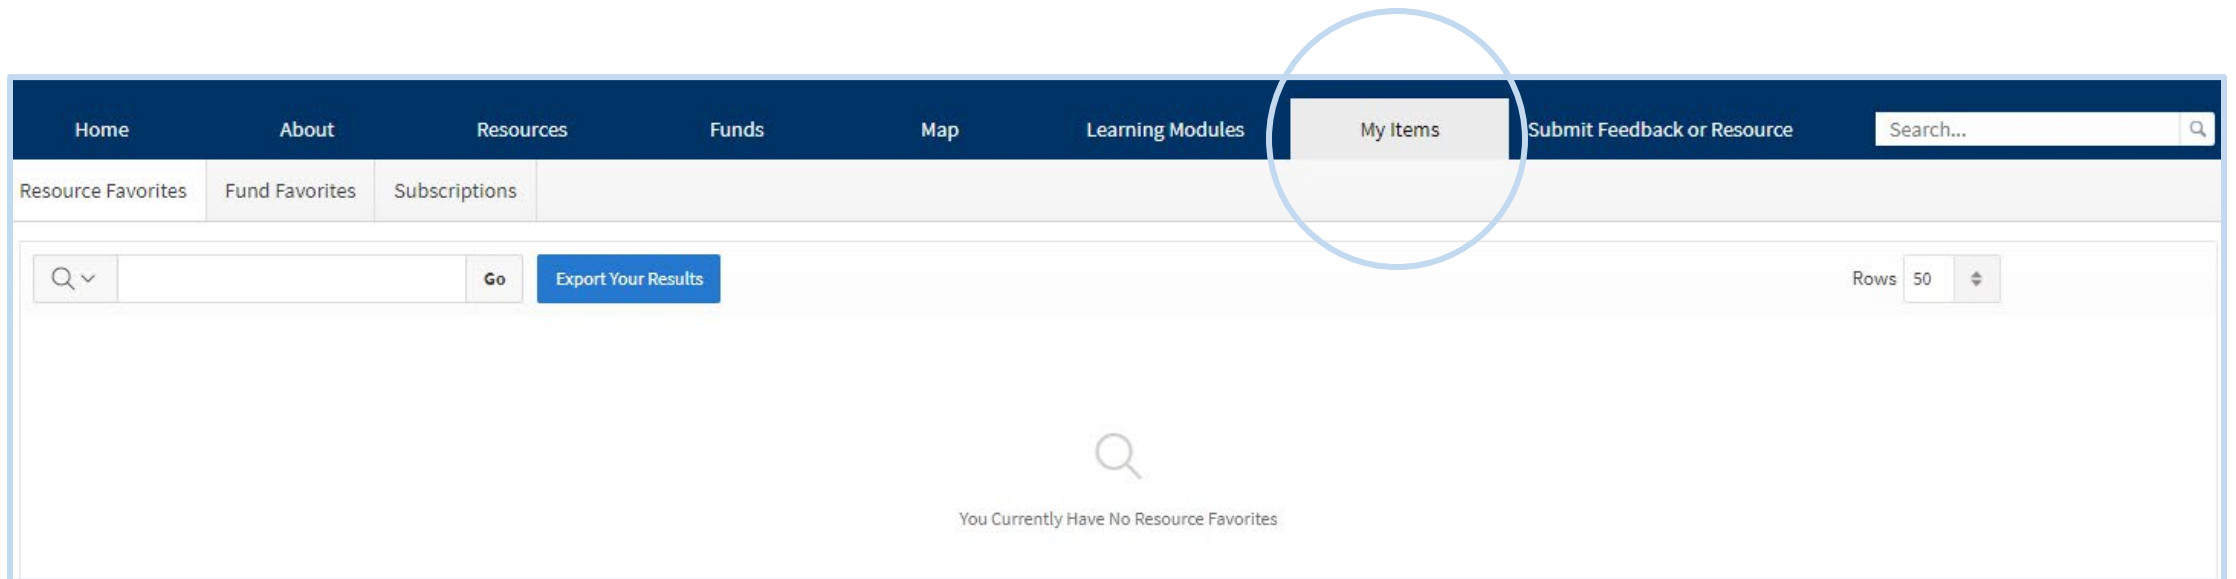 Home About Resources Funds Map Learning Modules My Items Submit Feedback or Resource Search...
Resource Favorites Fund Favorites Subscriptions
Go Export Your Results Rows 50
You Currently Have No Resource Favorites